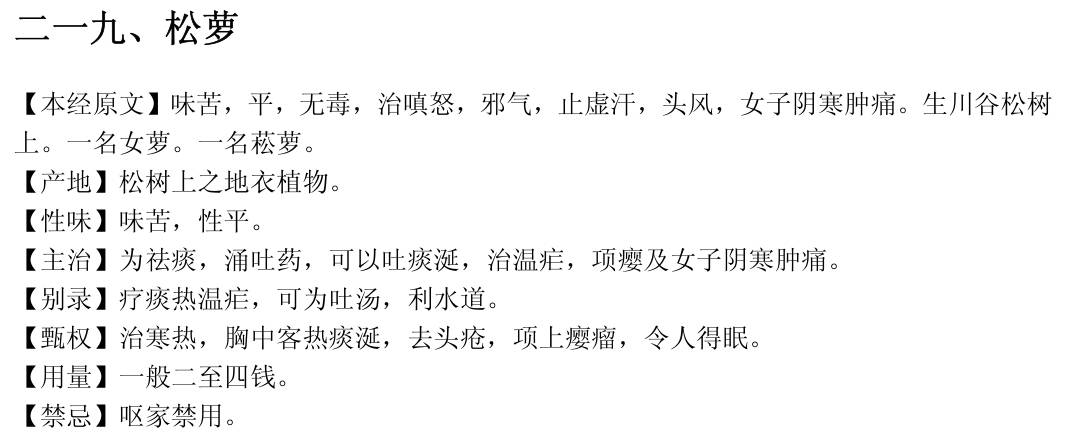 二一九、松萝
【本经原文】味苦，平，无毒，治嗔怒，邪气，止虚汗，头风，女子阴寒肿痛。生川谷松树
上。一名女萝。一名菘萝。
【产地】松树上之地衣植物。
【性味】味苦，性平。
【主治】为祛痰，涌吐药，可以吐痰涎，治温疟，项瘿及女子阴寒肿痛。
【别录】疗痰热温疟，可为吐汤，利水道。
【甄权】治寒热，胸中客热痰涎，去头疮，项上瘿瘤，令人得眠。
【用量】一般二至四钱。
【禁忌】呕家禁用。